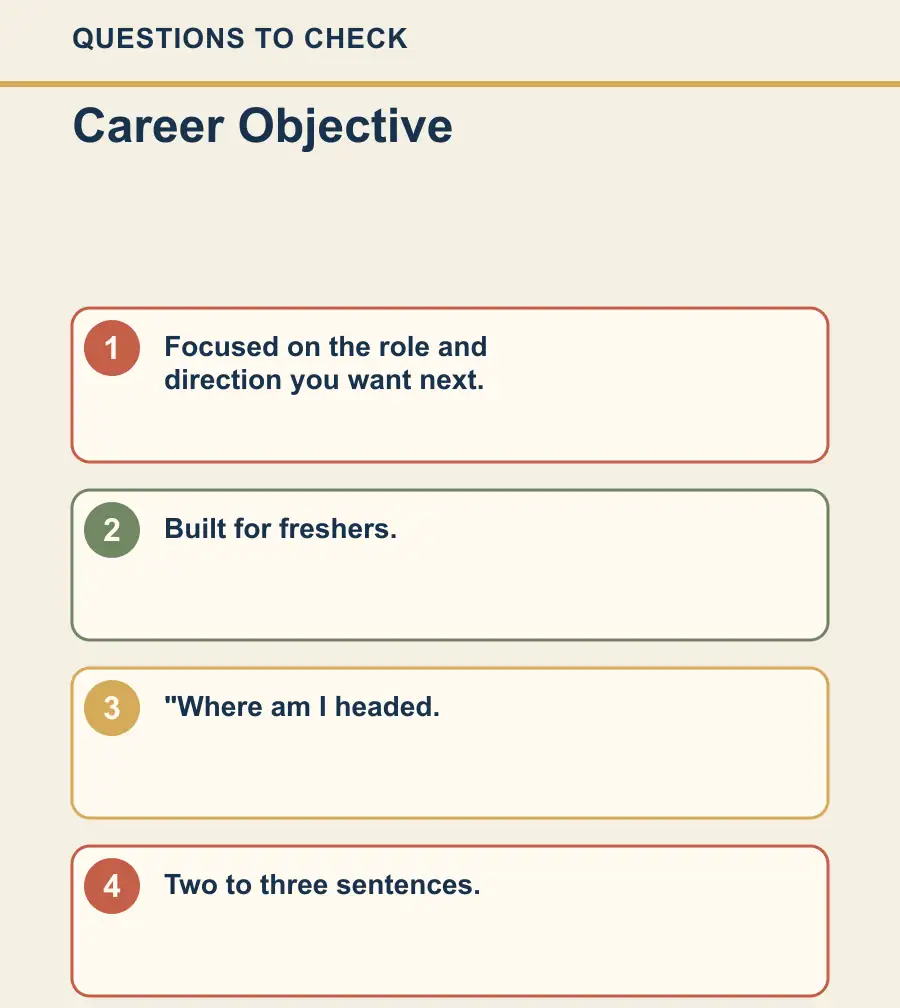 QUESTIONS TO CHECK
Career Objective
1
Focused on the role and
direction you want next.
2
Built for freshers.
3
"Where am I headed.
4
Two to three sentences.